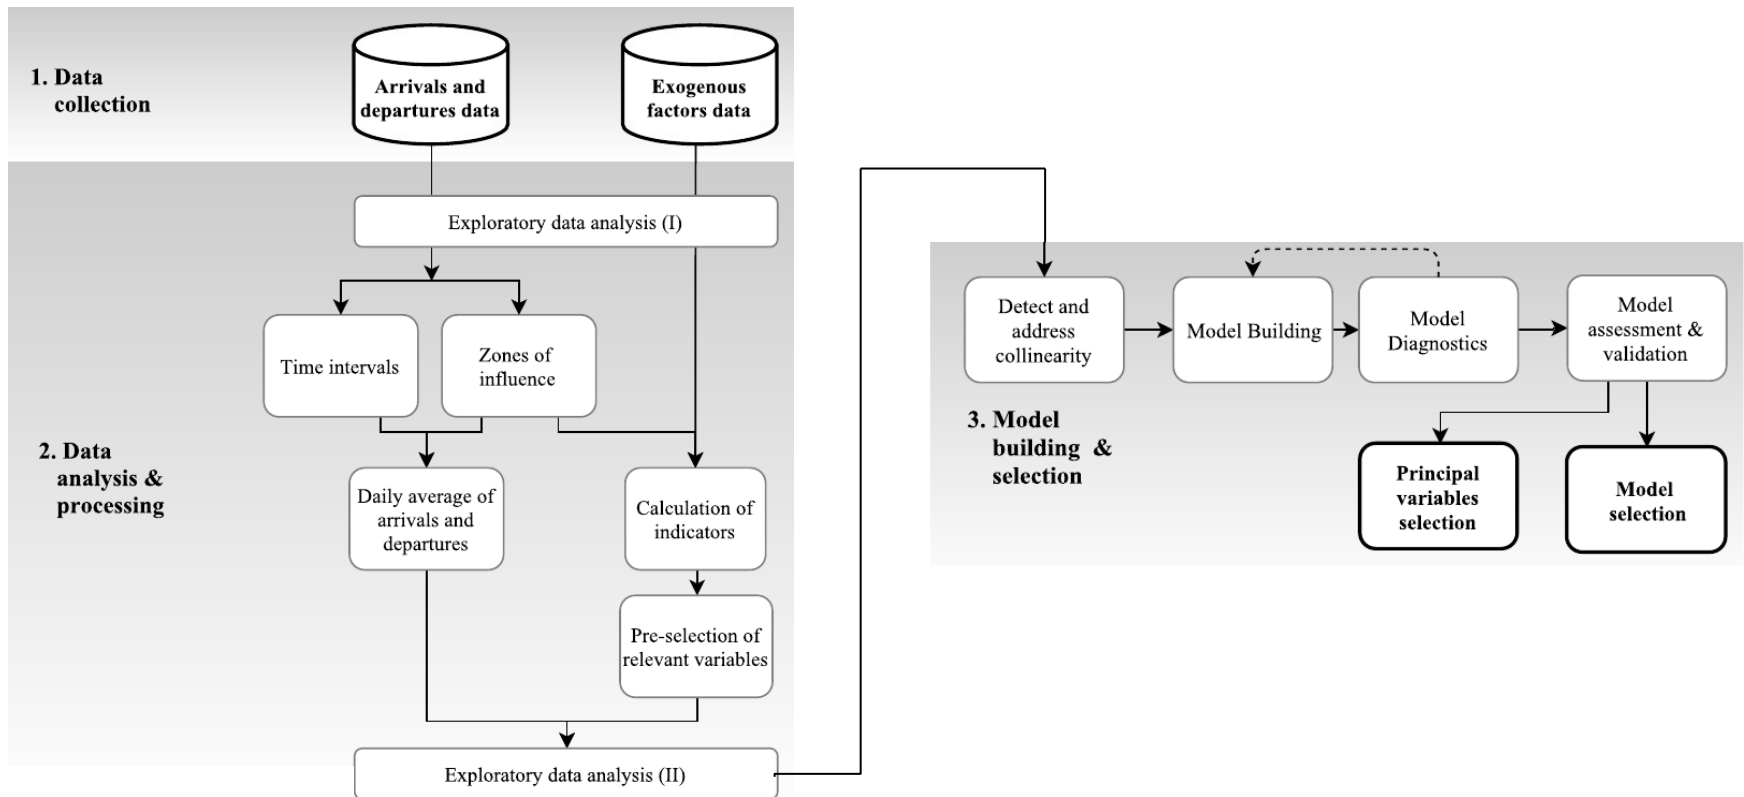 1. Data
collection
Arrivals and
departures data
Exogenous
factors data
Exploratory data analysis (I)
Time intervals
Zones of
influence
2. Data
analysis &
processing
Daily average of
arrivals and
departures
Calculation of
indicators
Pre-selection of
relevant variables
Exploratory data analysis (II)
Detect and
address
collinearity
Model Building
Model
Diagnostics
Model
assessment &
validation
3. Model
building &
selection
Principal
variables
selection
Model
selection